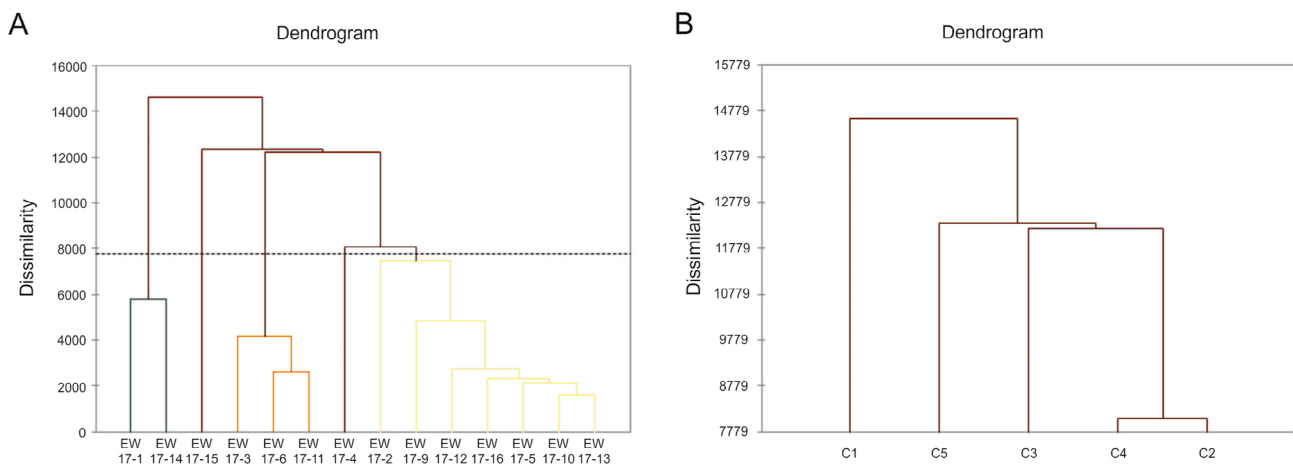 A
Dendrogram
16000
14000
12000
10000
8000
6000
4000
2000
0
Dissimilarity
EW EW EW EW EW EW EW EW EW EW EW EW EW EW
17-1 17-14 17-15 17-3 17-6 17-11 17-4 17-2 17-9 17-12 17-16 17-5 17-10 17-13
B
Dendrogram
15779
14779
13779
12779
11779
10779
9779
8779
7779
Dissimilarity
C1 C5 C3 C4 C2